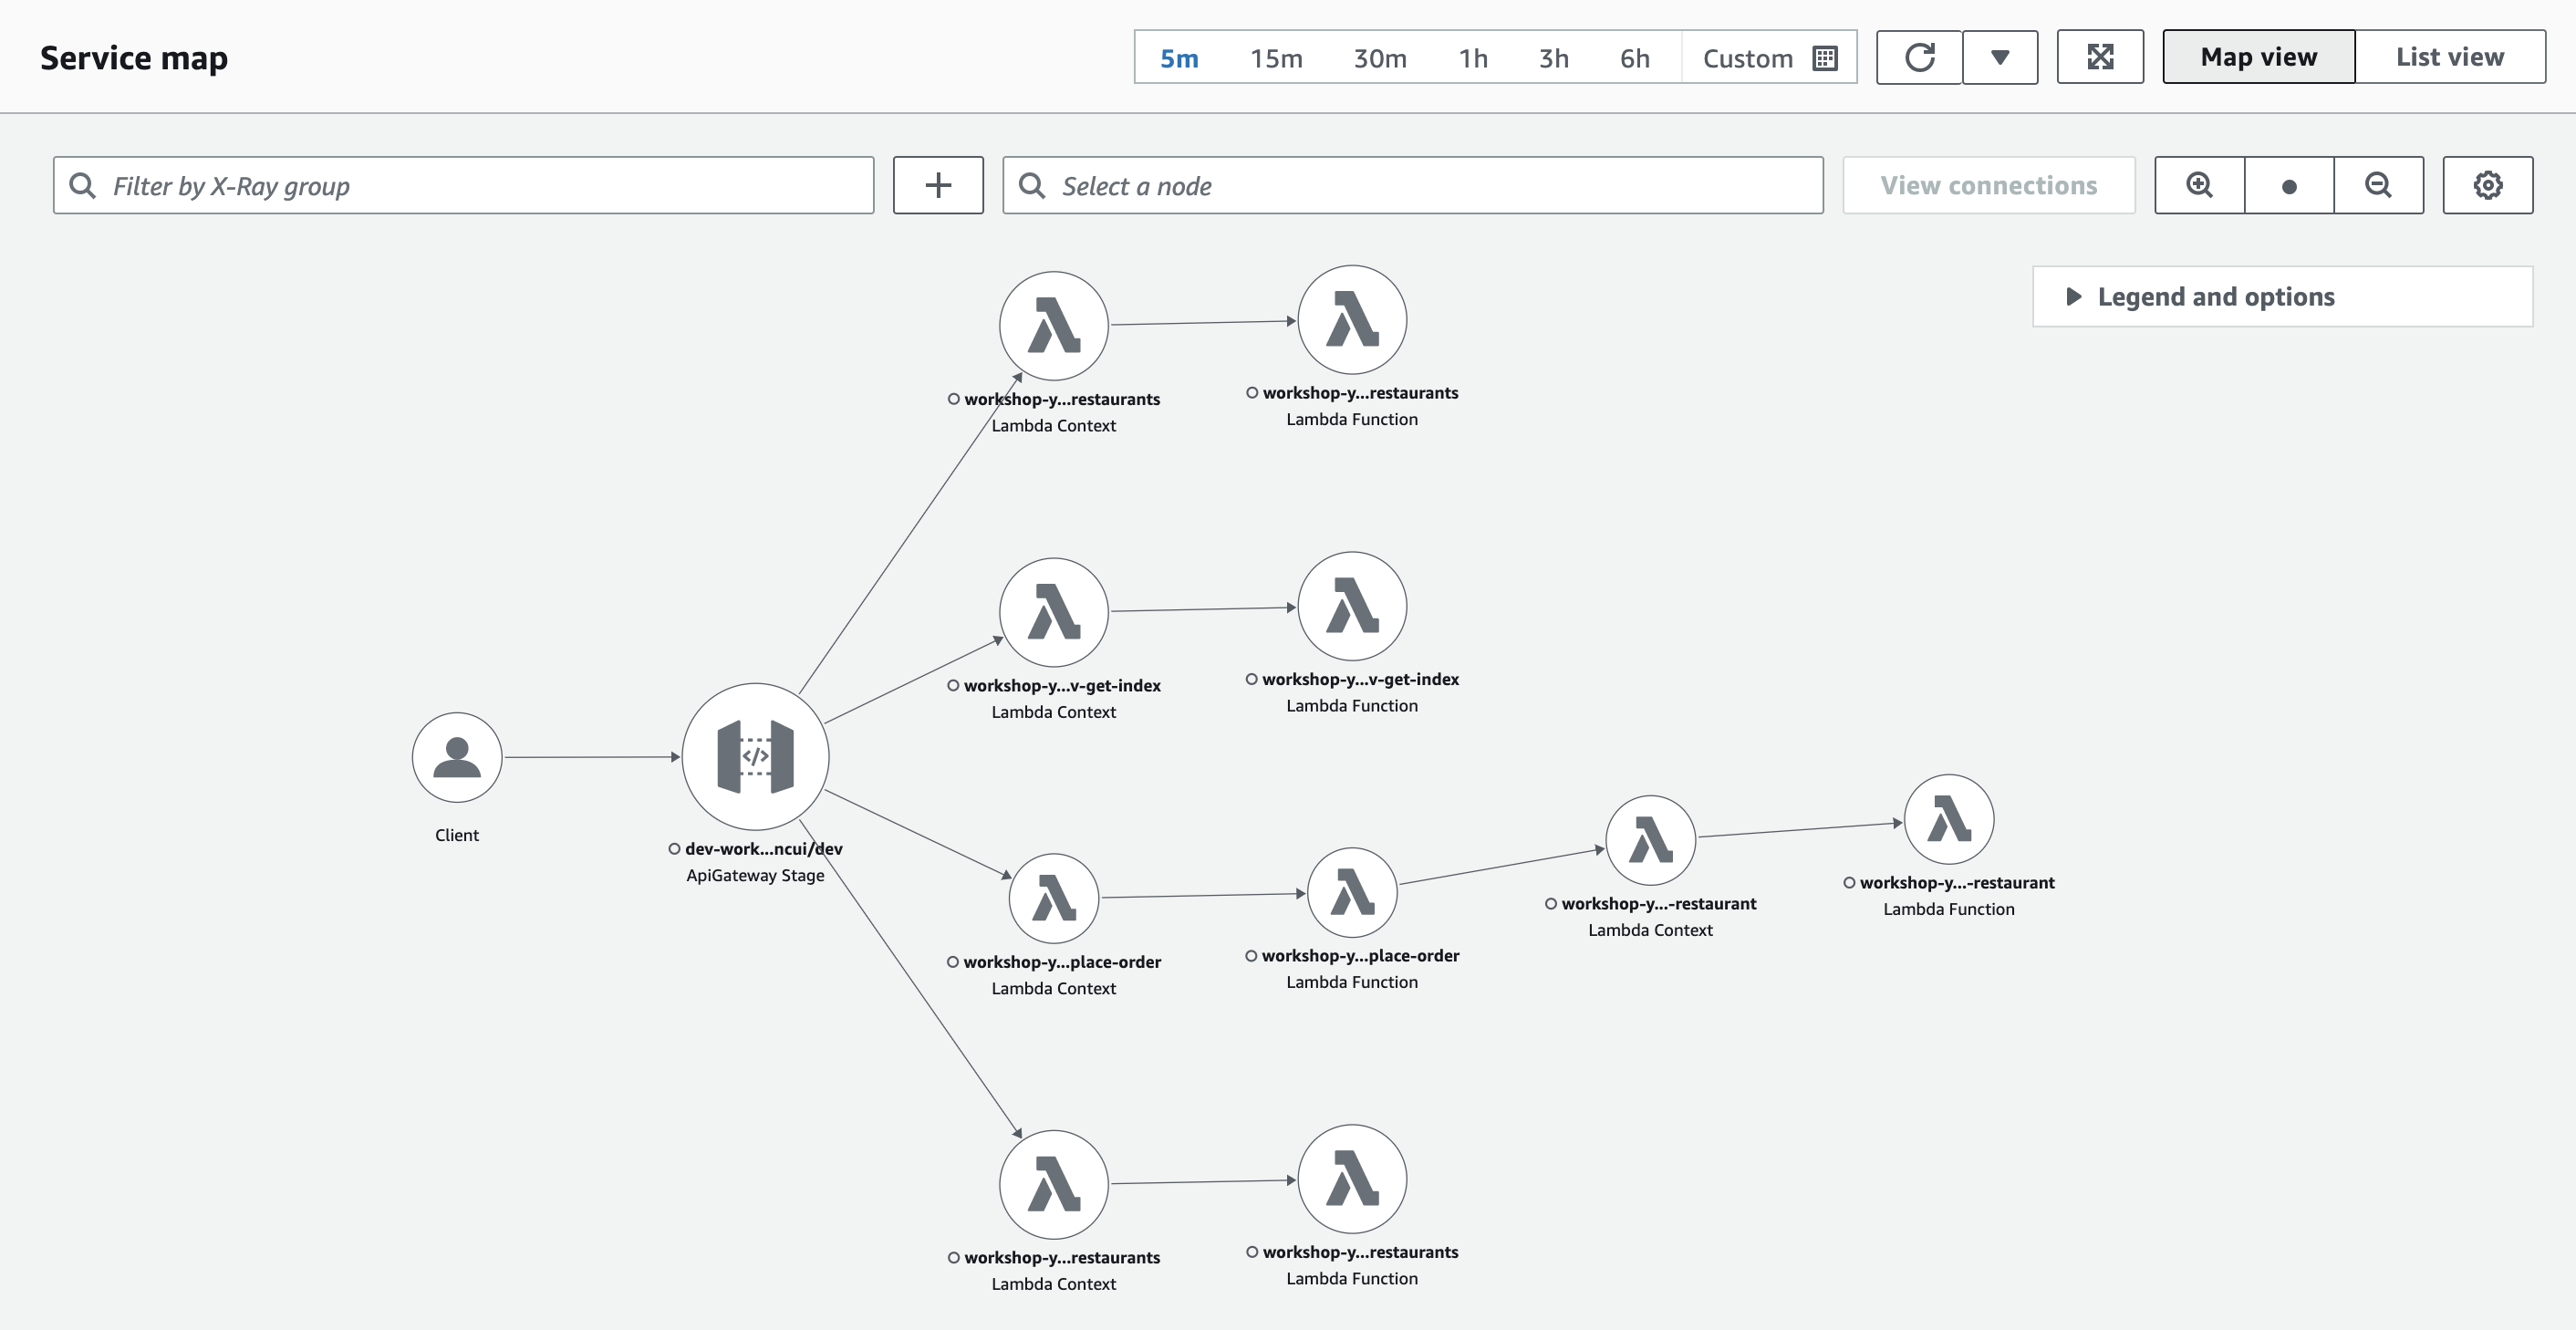 Service map
5m 15m 30m 1h 3h 6h Custom
Map view List view
Filter by X-Ray group
Select a node
View connections
Legend and options
workshop-y...restaurants
Lambda Context
workshop-y...restaurants
Lambda Function
workshop-y...v-get-index
Lambda Context
workshop-y...v-get-index
Lambda Function
Client
dev-work...ncui/dev
ApiGateway Stage
workshop-y...place-order
Lambda Context
workshop-y...place-order
Lambda Function
workshop-y...-restaurant
Lambda Context
workshop-y...-restaurant
Lambda Function
workshop-y...restaurants
Lambda Context
workshop-y...restaurants
Lambda Function